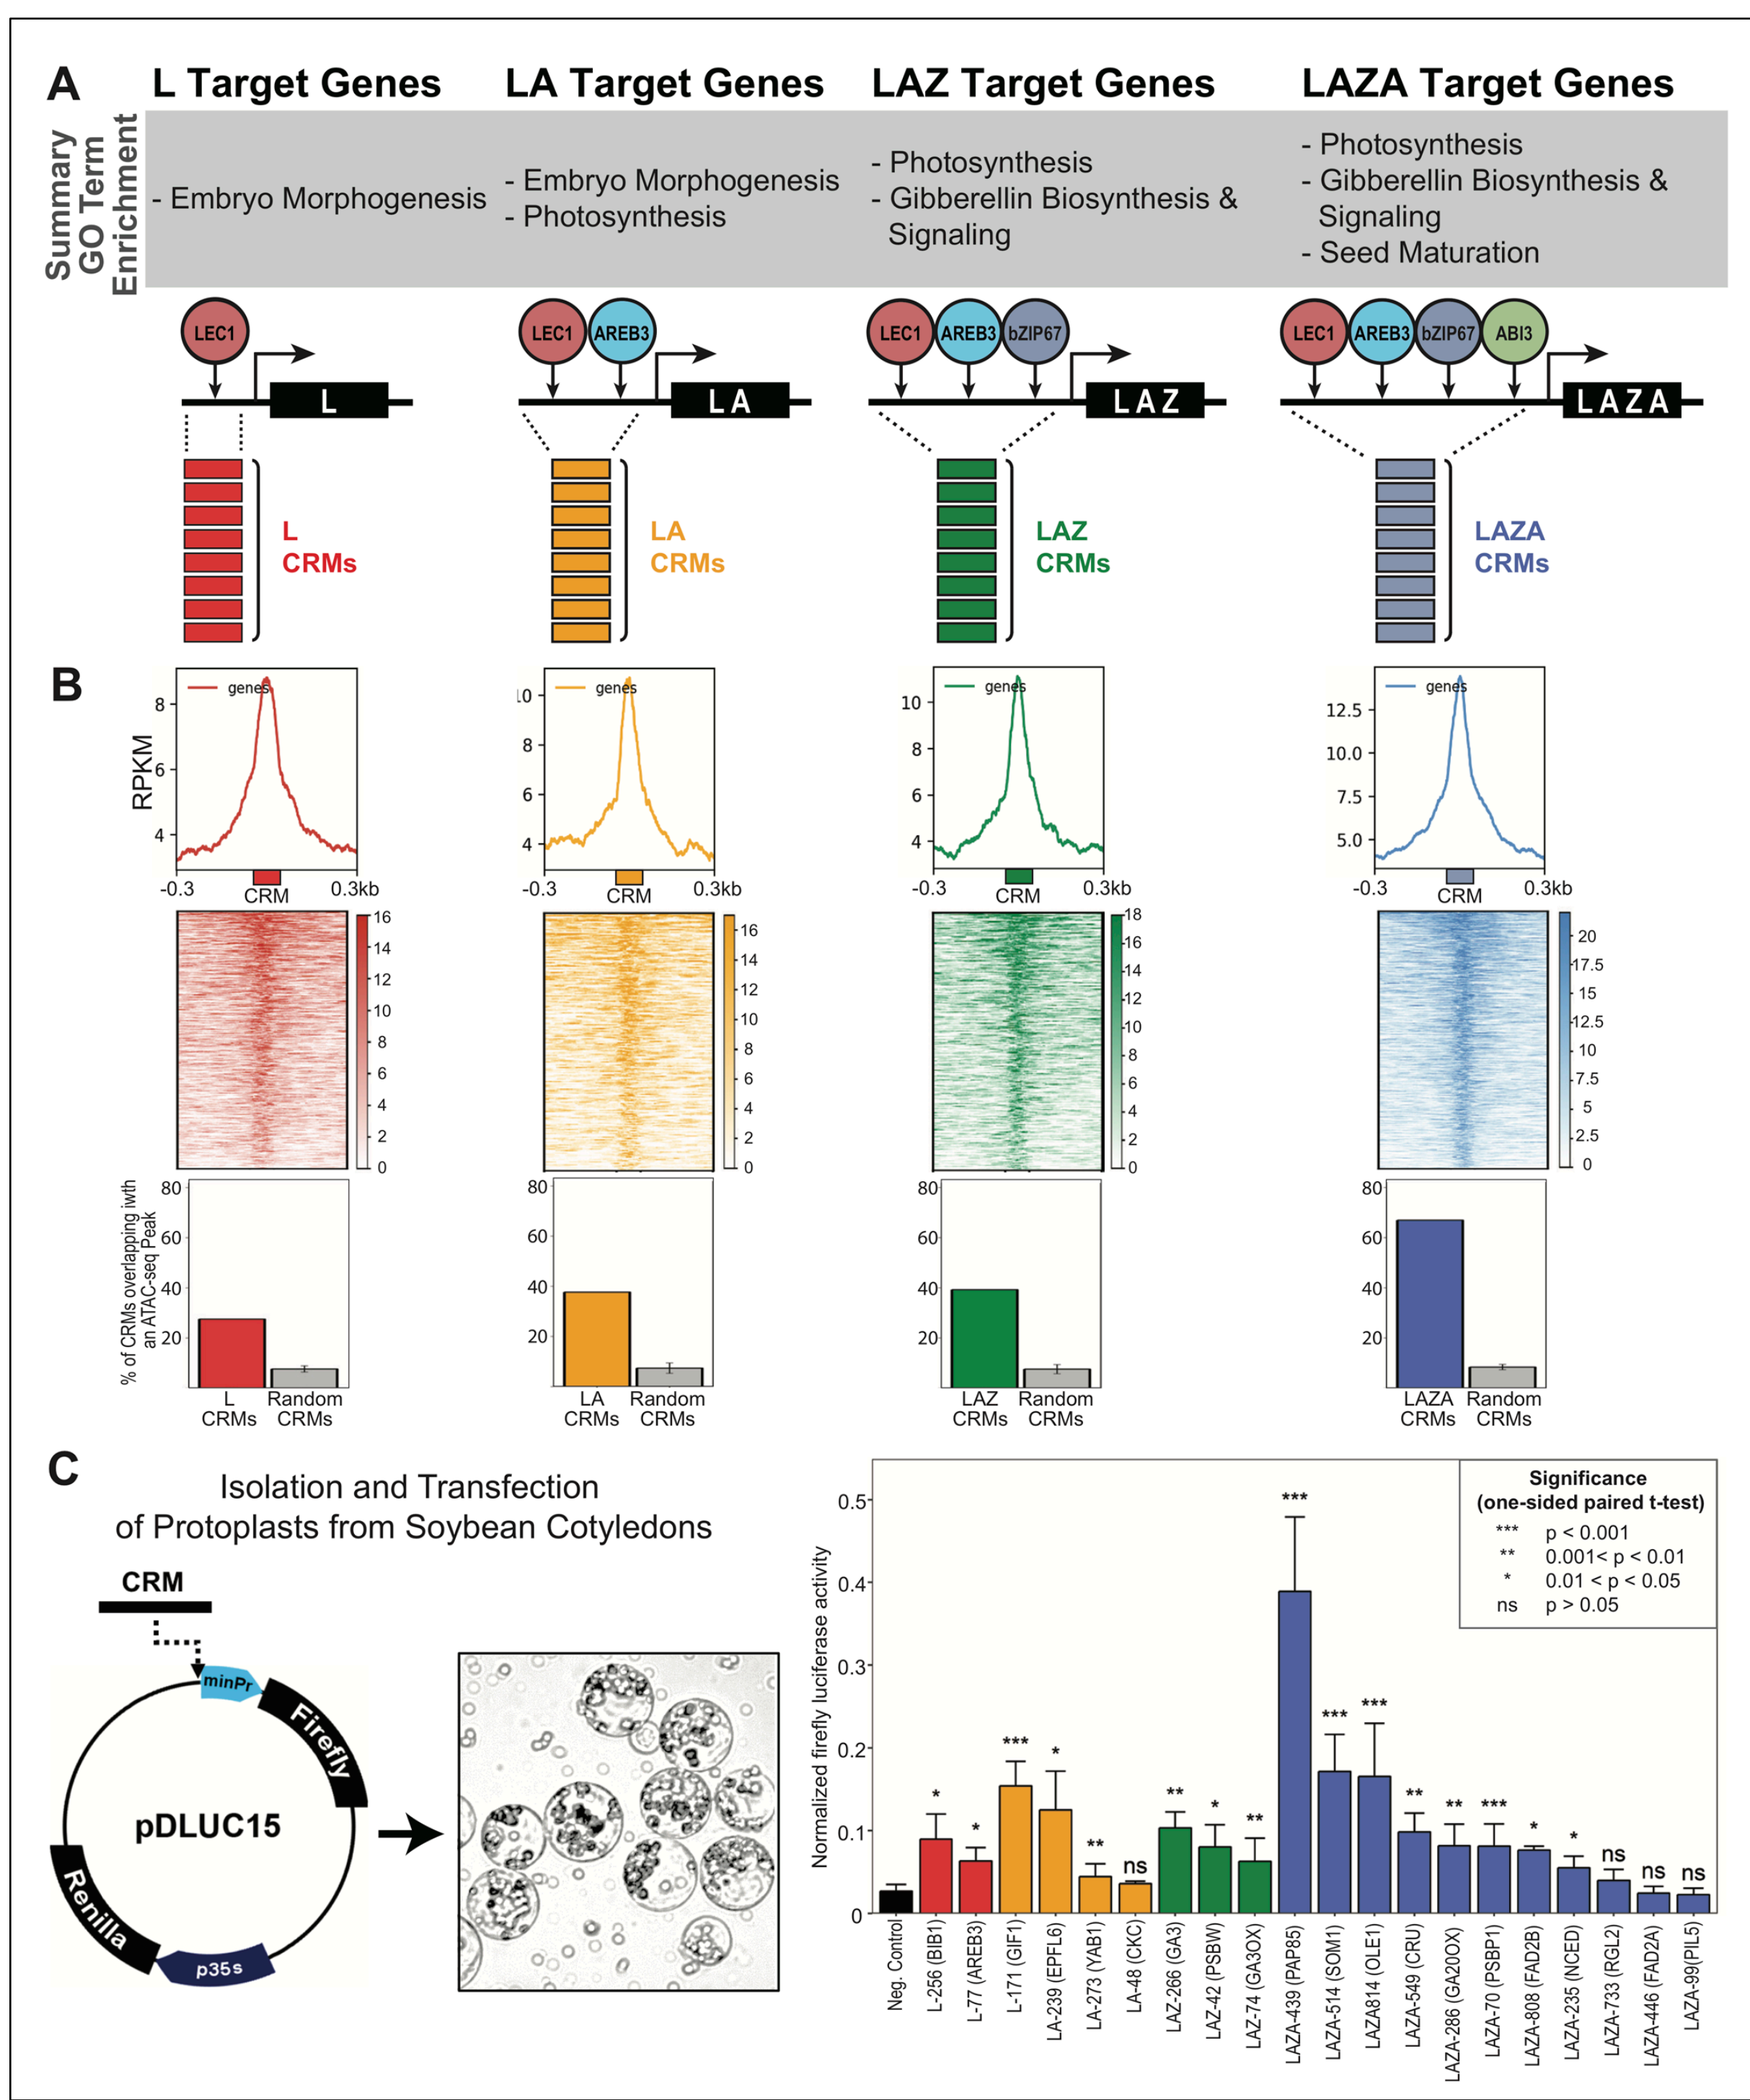 A
L Target Genes
LA Target Genes
LAZ Target Genes
LAZA Target Genes
Summary
GO Term
Enrichment
- Embryo Morphogenesis
- Embryo Morphogenesis
- Photosynthesis
- Photosynthesis
- Gibberellin Biosynthesis &
Signaling
- Photosynthesis
- Gibberellin Biosynthesis &
Signaling
- Seed Maturation
LEC1
LEC1 AREB3
LEC1 AREB3 bZIP67
LEC1 AREB3 bZIP67 ABI3
L
L A
L A Z
L A Z A
L
CRMs
LA
CRMs
LAZ
CRMs
LAZA
CRMs
B
RPKM
genes
8
6
4
-0.3
CRM
0.3kb
genes
10
8
6
4
-0.3
CRM
0.3kb
genes
10
8
6
4
-0.3
CRM
0.3kb
genes
12.5
10.0
7.5
5.0
-0.3
CRM
0.3kb
16
14
12
10
8
6
4
2
0
16
14
12
10
8
6
4
2
0
18
16
14
12
10
8
6
4
2
0
20
17.5
15
12.5
10
7.5
5
2.5
0
% of CRMs overlapping iwth
an ATAC-seq Peak
80
60
40
20
L
CRMs
Random
CRMs
80
60
40
20
LA
CRMs
Random
CRMs
80
60
40
20
LAZ
CRMs
Random
CRMs
80
60
40
20
LAZA
CRMs
Random
CRMs
C
Isolation and Transfection
of Protoplasts from Soybean Cotyledons
CRM
minPr
Firefly
pDLUC15
Renilla
p35s
Normalized firefly luciferase activity
0.5
0.4
0.3
0.2
0.1
0
Significance
(one-sided paired t-test)
*** p < 0.001
** 0.001< p < 0.01
* 0.01 < p < 0.05
ns p > 0.05
* * *** * ** ns ** * ** *** *** *** ** ** *** * * ns ns ns
Neg. Control
L-256 (BIB1)
L-77 (AREB3)
L-171 (GIF1)
LA-239 (EPFL6)
LA-273 (YAB1)
LA-48 (CKC)
LAZ-266 (GA3)
LAZ-42 (PSBW)
LAZ-74 (GA3OX)
LAZA-439 (PAP85)
LAZA-514 (SOM1)
LAZA814 (OLE1)
LAZA-549 (CRU)
LAZA-286 (GA20OX)
LAZA-70 (PSBP1)
LAZA-808 (FAD2B)
LAZA-235 (NCED)
LAZA-733 (RGL2)
LAZA-446 (FAD2A)
LAZA-99(PIL5)